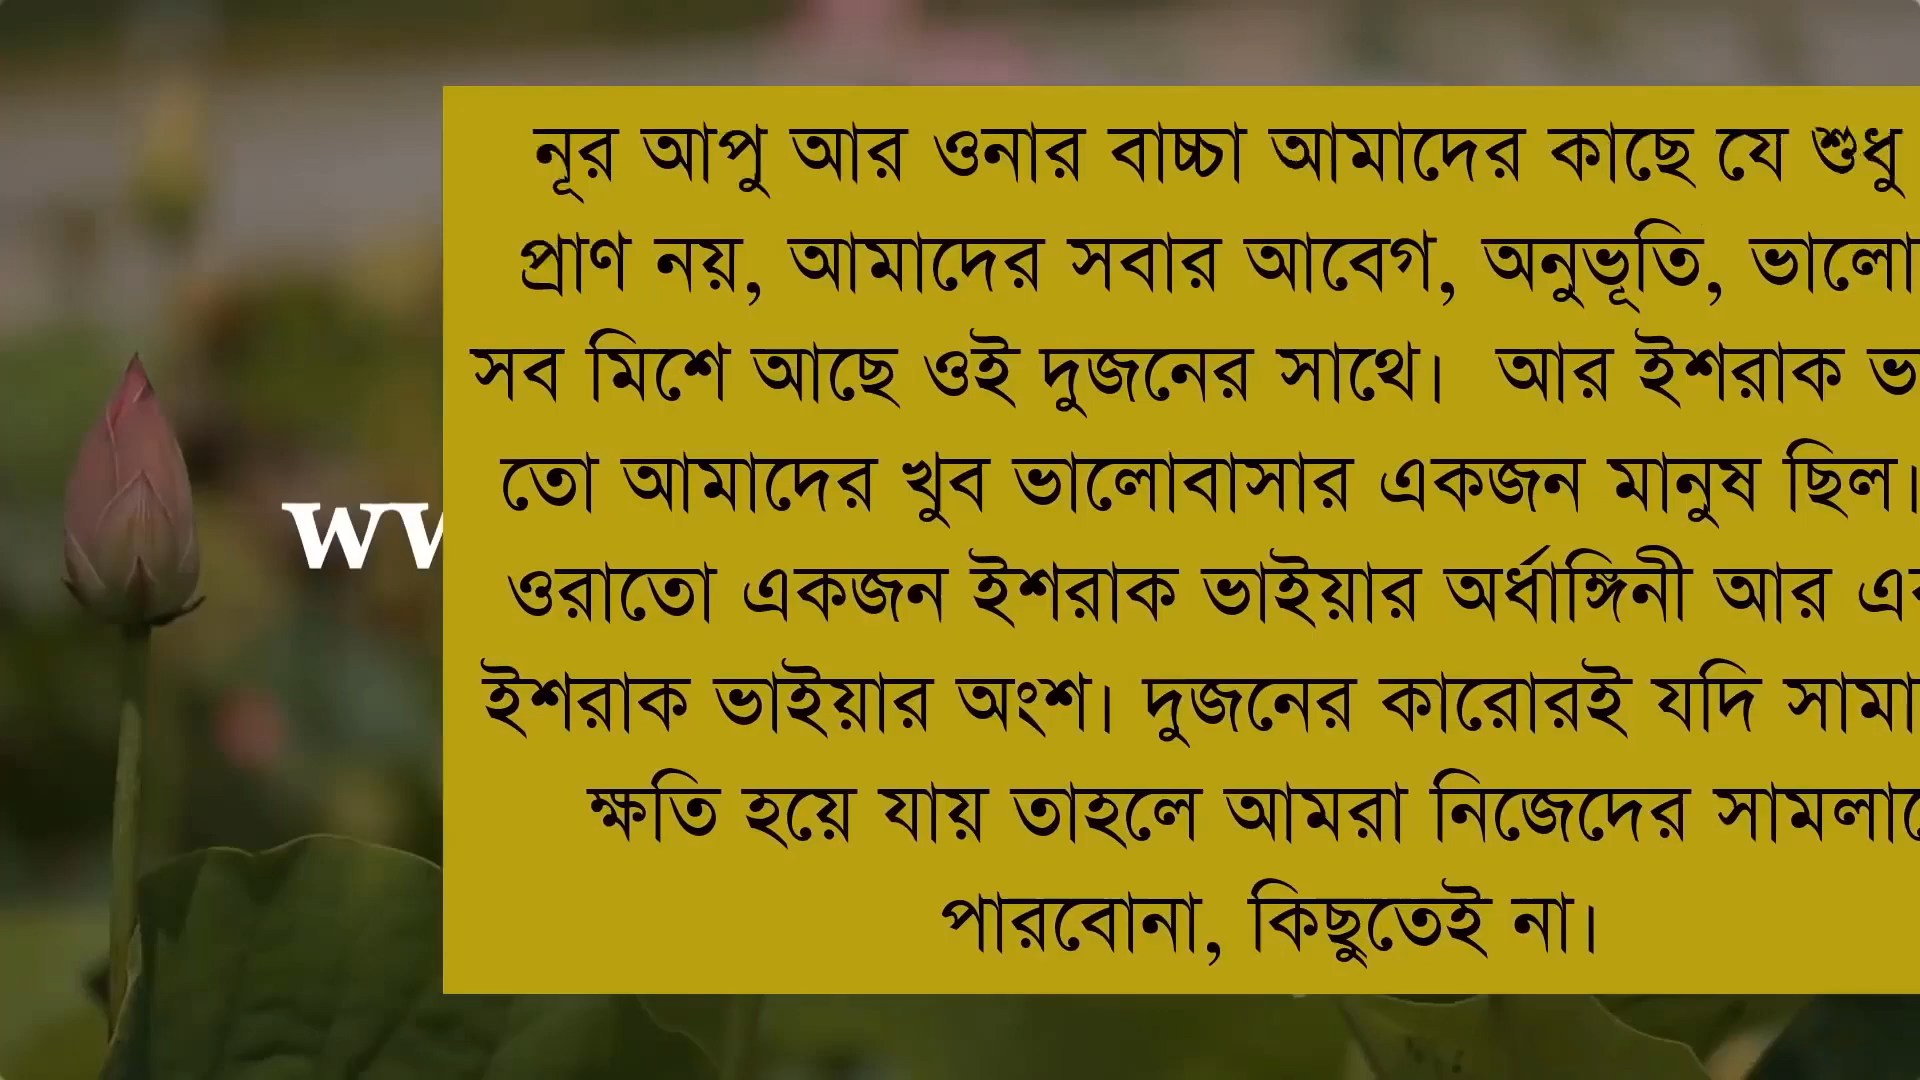 নূর আপু আর ওনার বাচ্চা আমাদের কাছে যে শুধু
প্রাণ নয়, আমাদের সবার আবেগ, অনুভূতি,
সব মিশে আছে ওই দুজনের সাথে। আর ইশরাক
তো আমাদের খুব ভালোবাসার একজন মানুষ ছিল।
ওরাতো একজন ইশরাক ভাইয়ার অর্ধাঙ্গিনী আর
ইশরাক ভাইয়ার অংশ। দুজনের কারোরই যদি
ক্ষতি হয়ে যায় তাহলে আমরা নিজেদের
পারবোনা, কিছুতেই না।